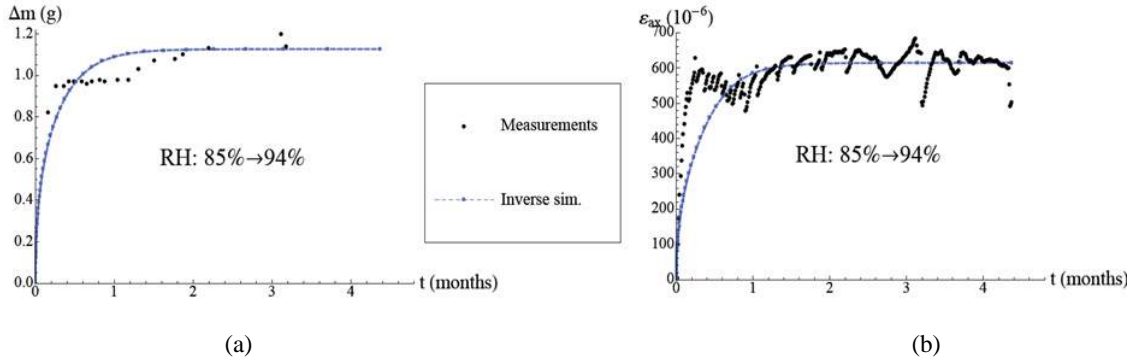 Δm (g)
1.2
1.0
0.8
0.6
0.4
0.2
0.0
0
1
2
3
4
t (months)
RH: 85%→94%
Measurements
Inverse sim.
ε_ax (10^-6)
700
600
500
400
300
200
100
0
0
1
2
3
4
t (months)
RH: 85%→94%
(a)
(b)